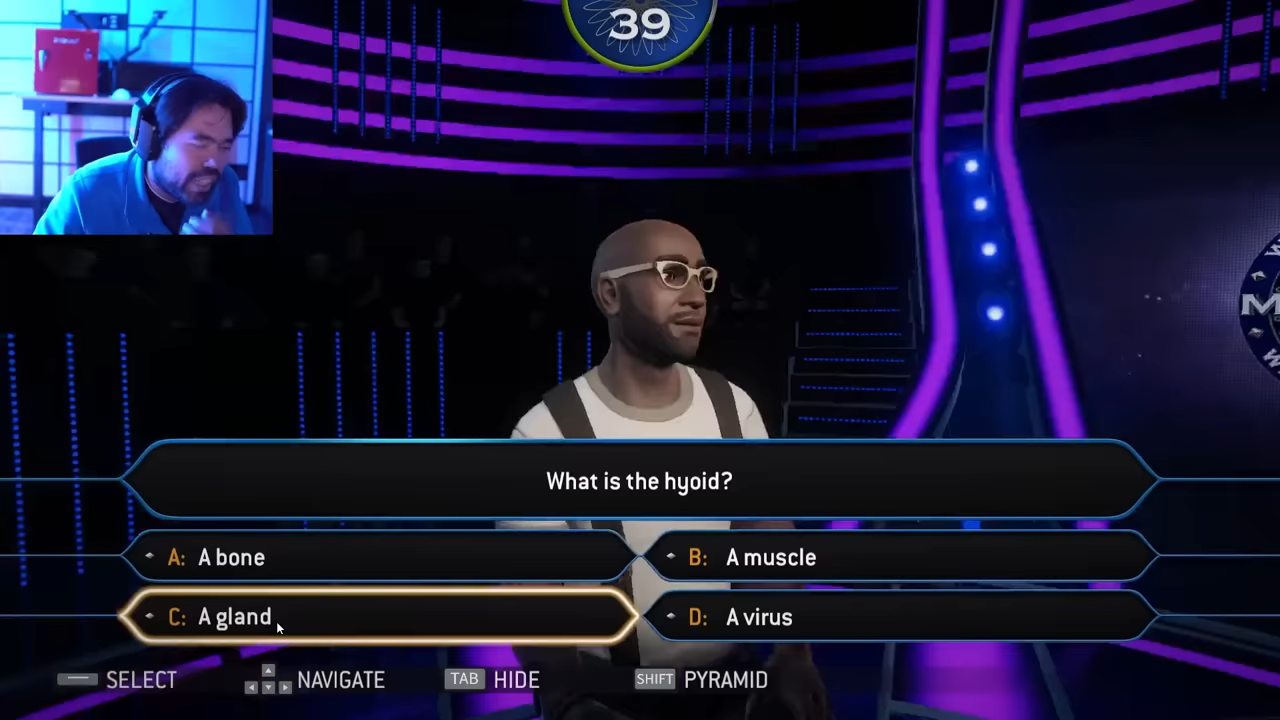 39
What is the hyoid?
A: A bone
B: A muscle
C: A gland
D: A virus
SELECT
NAVIGATE
TAB HIDE
SHIFT PYRAMID